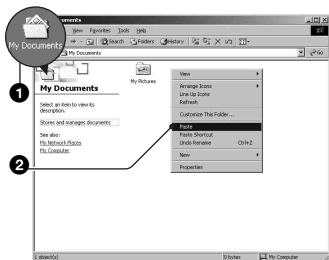 My Documents
View Favorites Tools Help
Search Folders History
My Documents
Go
My Documents
Select an item to view its
description.
Stores and manages documents
See also:
My Network Places
My Computer
My Pictures
View
Arrange Icons
Line Up Icons
Refresh
Customize This Folder...
Paste
Paste Shortcut
Undo Rename Ctrl+Z
New
Properties
1
2
1 object(s) 0 bytes My Computer